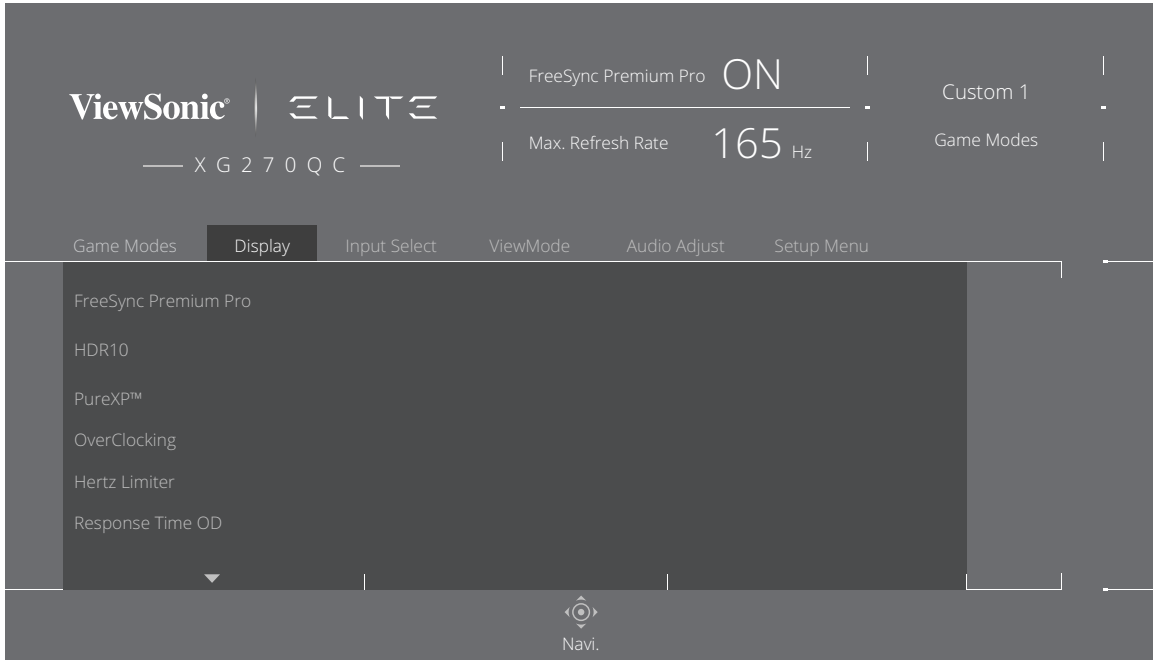 ViewSonic® | ELITE
XG270QC
FreeSync Premium Pro ON
Max. Refresh Rate 165 Hz
Custom 1
Game Modes
Game Modes Display Input Select ViewMode Audio Adjust Setup Menu
FreeSync Premium Pro
HDR10
PureXP™
OverClocking
Hertz Limiter
Response Time OD
Navi.